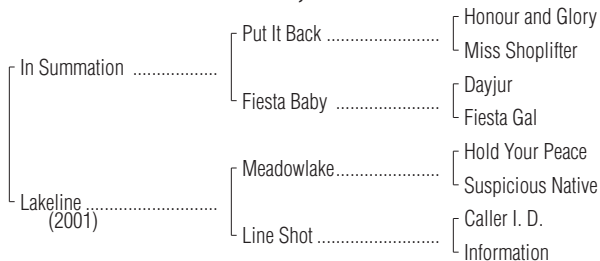 Honour and Glory
Put It Back ....................
Miss Shoplifter
In Summation ...............
Dayjur
Fiesta Baby ..................
Fiesta Gal
Hold Your Peace
Meadowlake..................
Suspicious Native
Lakeline .......................
(2001)
Caller I. D.
Line Shot ......................
Information